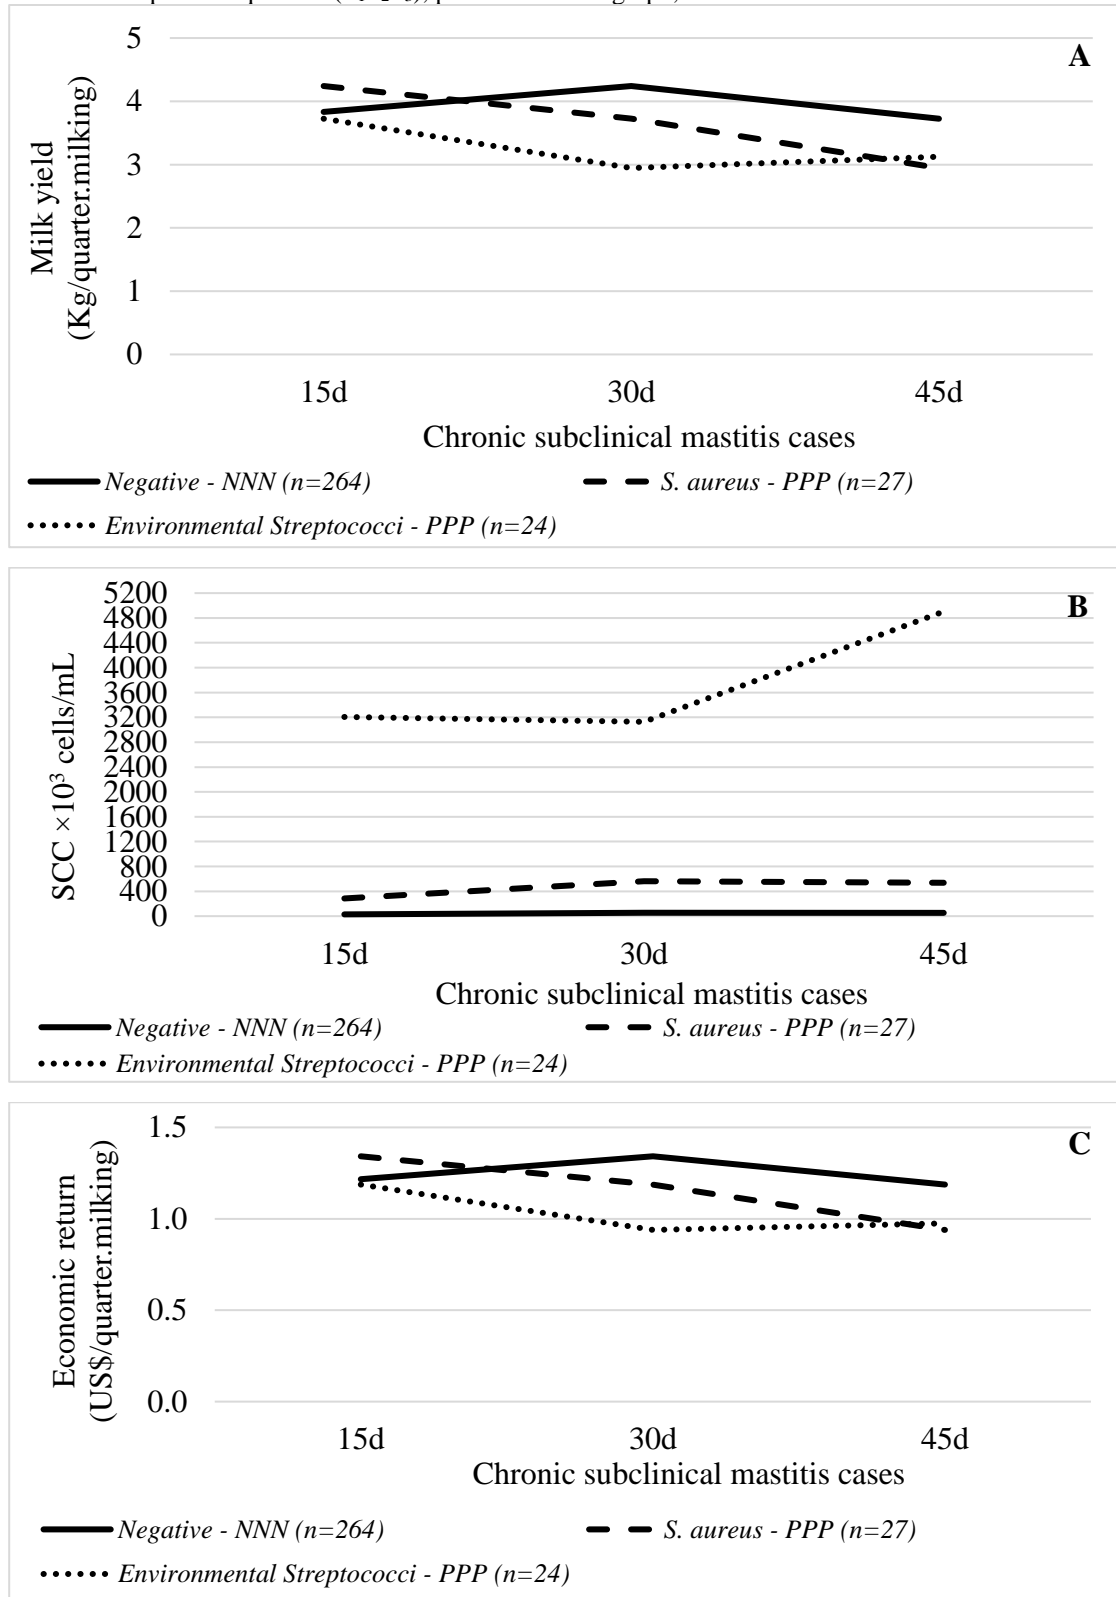 A
5
4
3
2
1
0
Milk yield
(Kg/quarter.milking)
15d 30d 45d
Chronic subclinical mastitis cases
Negative - NNN (n=264) S. aureus - PPP (n=27)
Environmental Streptococci - PPP (n=24)
B
5200
4800
4400
4000
3600
3200
2800
2400
2000
1600
1200
800
400
0
SCC ×10³ cells/mL
15d 30d 45d
Chronic subclinical mastitis cases
Negative - NNN (n=264) S. aureus - PPP (n=27)
Environmental Streptococci - PPP (n=24)
C
1.5
1.0
0.5
0.0
Economic return
(US$/quarter.milking)
15d 30d 45d
Chronic subclinical mastitis cases
Negative - NNN (n=264) S. aureus - PPP (n=27)
Environmental Streptococci - PPP (n=24)